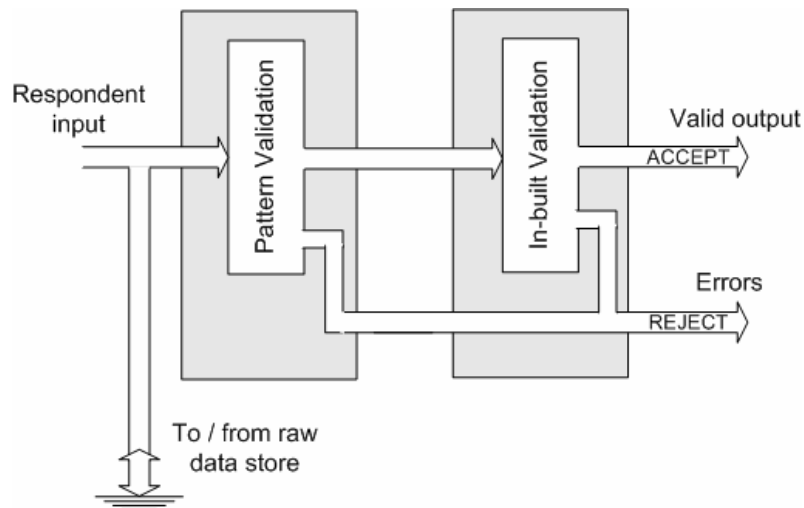 Respondent
input
Pattern Validation
In-built Validation
Valid output
ACCEPT
Errors
REJECT
To / from raw
data store